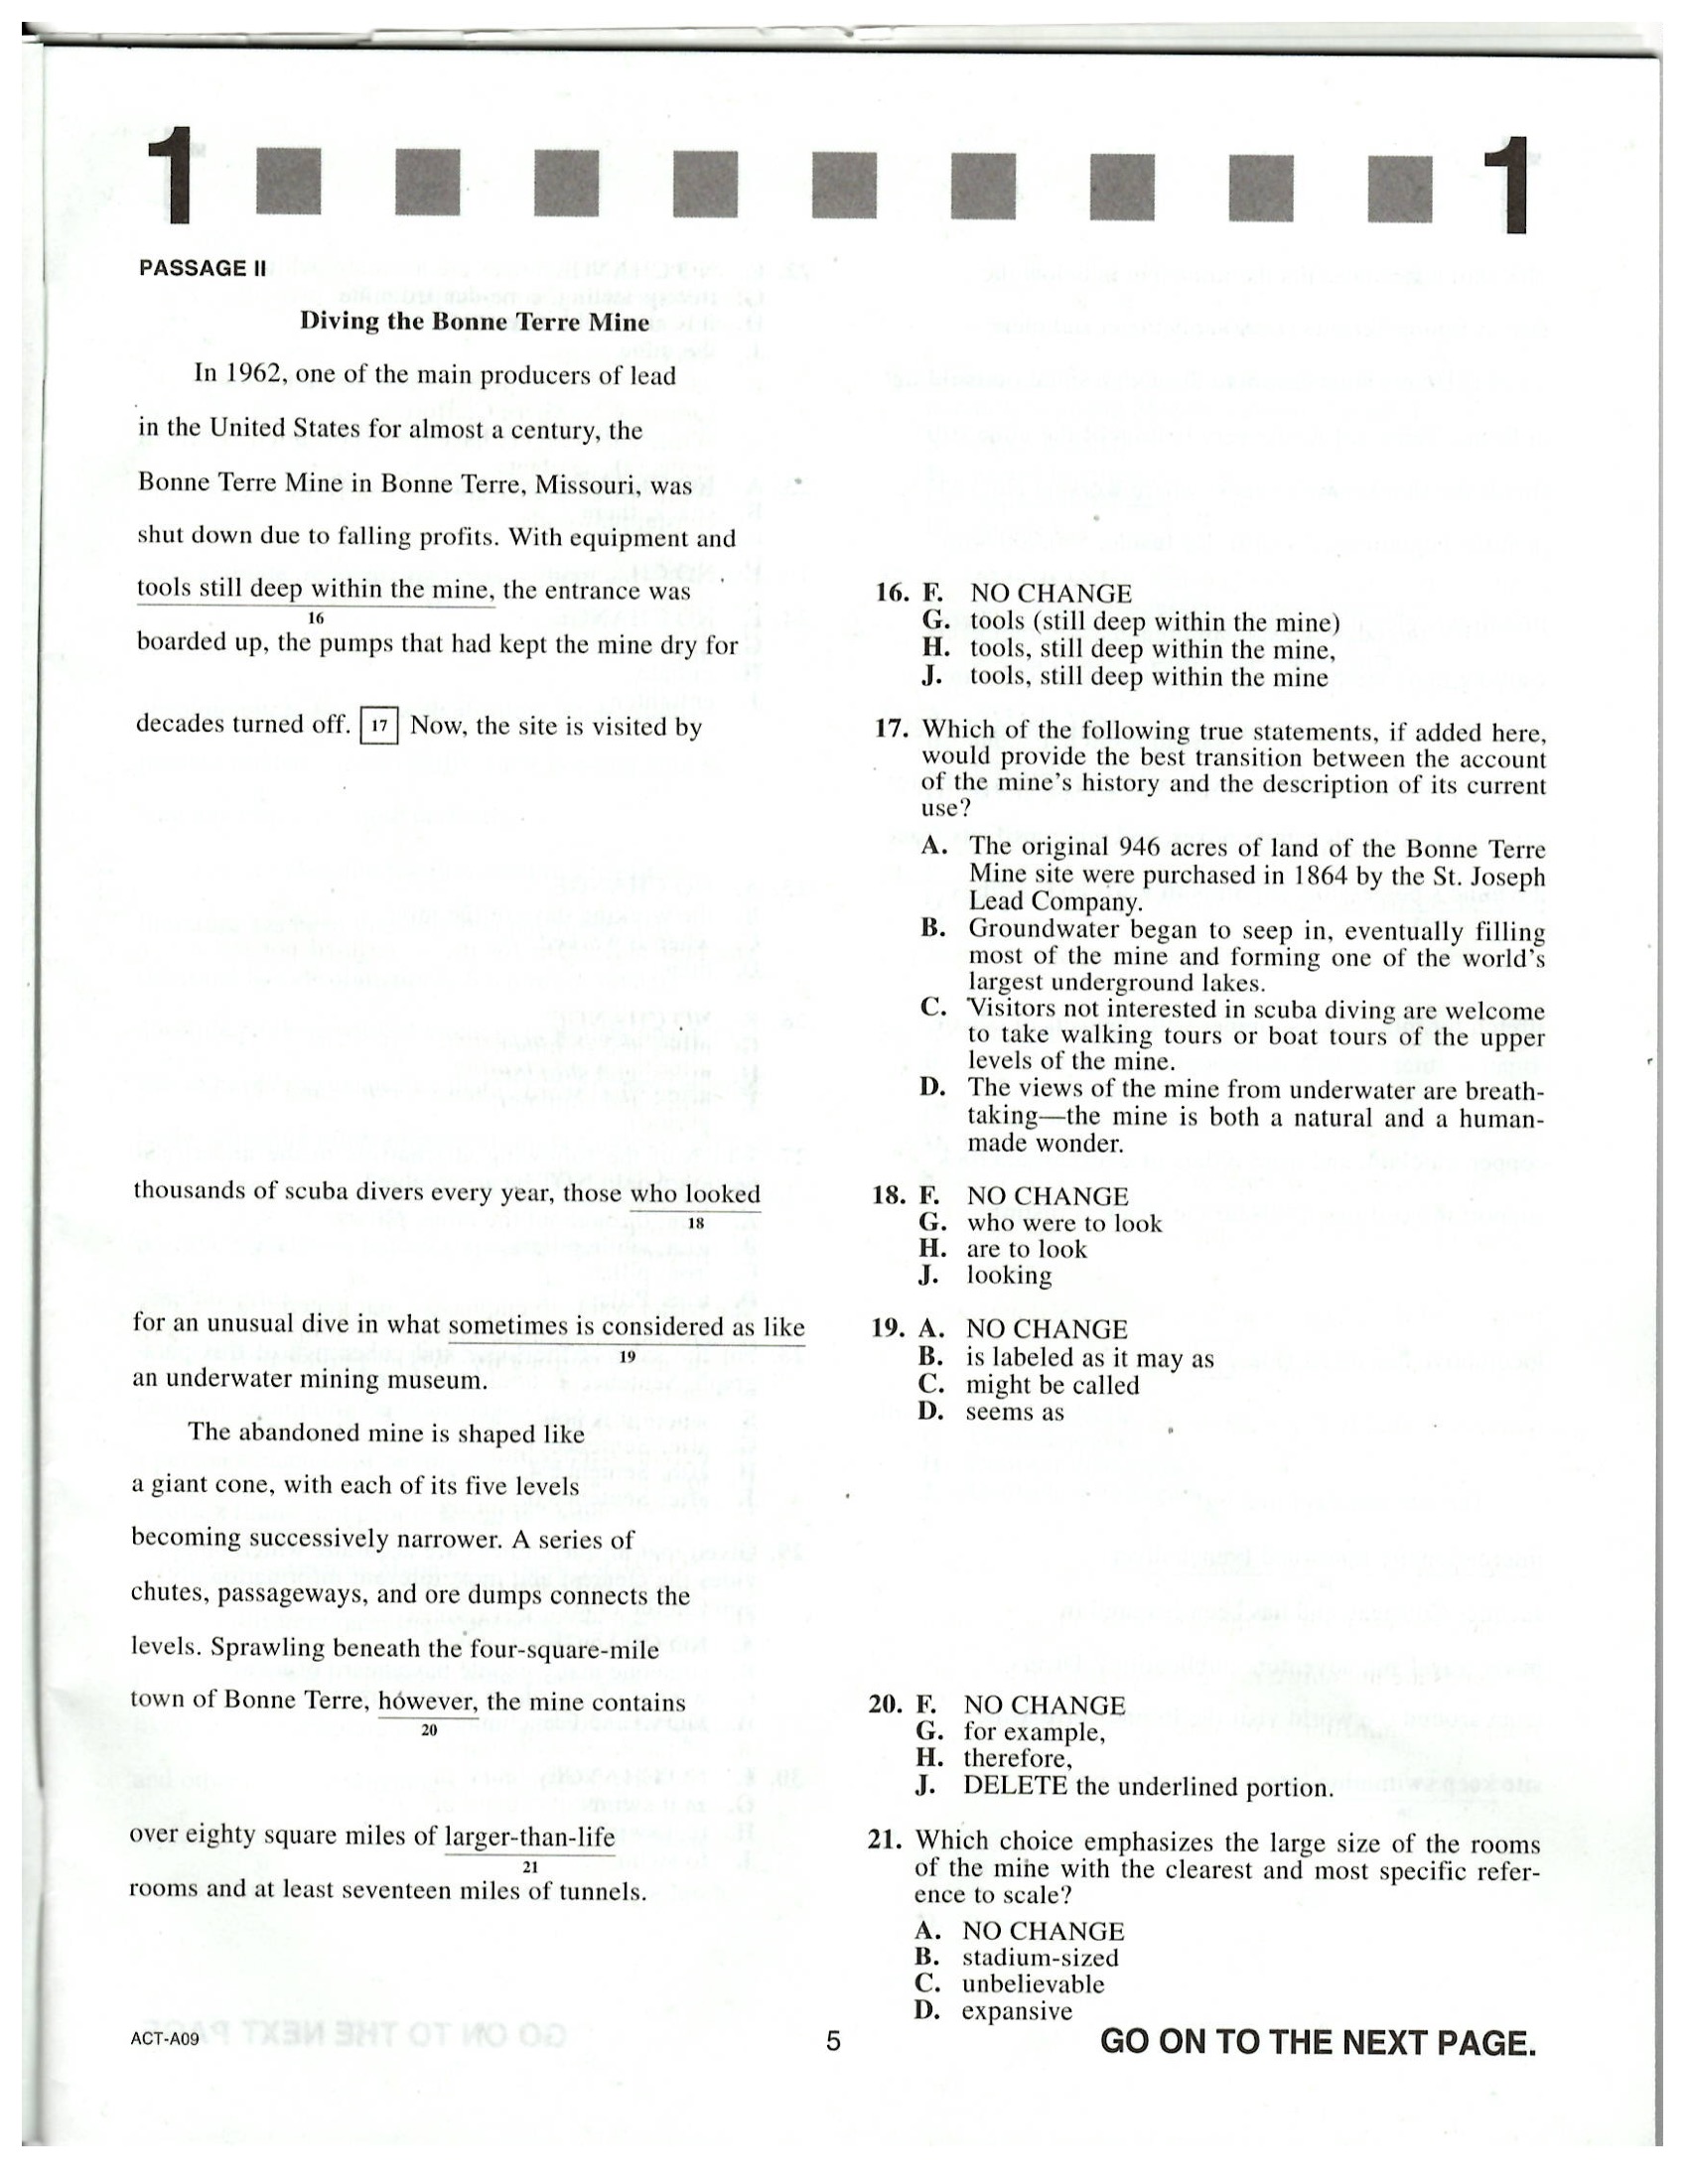 1 1
PASSAGE II
Diving the Bonne Terre Mine
In 1962, one of the main producers of lead
in the United States for almost a century, the
Bonne Terre Mine in Bonne Terre, Missouri, was
shut down due to falling profits. With equipment and
tools still deep within the mine, the entrance was
16
boarded up, the pumps that had kept the mine dry for
decades turned off. 17 Now, the site is visited by
thousands of scuba divers every year, those who looked
18
for an unusual dive in what sometimes is considered as like
19
an underwater mining museum.
The abandoned mine is shaped like
a giant cone, with each of its five levels
becoming successively narrower. A series of
chutes, passageways, and ore dumps connects the
levels. Sprawling beneath the four-square-mile
town of Bonne Terre, however, the mine contains
20
over eighty square miles of larger-than-life
21
rooms and at least seventeen miles of tunnels.
16. F. NO CHANGE
G. tools (still deep within the mine)
H. tools, still deep within the mine,
J. tools, still deep within the mine
17. Which of the following true statements, if added here,
would provide the best transition between the account
of the mine's history and the description of its current
use?
A. The original 946 acres of land of the Bonne Terre
Mine site were purchased in 1864 by the St. Joseph
Lead Company.
B. Groundwater began to seep in, eventually filling
most of the mine and forming one of the world's
largest underground lakes.
C. Visitors not interested in scuba diving are welcome
to take walking tours or boat tours of the upper
levels of the mine.
D. The views of the mine from underwater are breath-
taking—the mine is both a natural and a human-
made wonder.
18. F. NO CHANGE
G. who were to look
H. are to look
J. looking
19. A. NO CHANGE
B. is labeled as it may as
C. might be called
D. seems as
20. F. NO CHANGE
G. for example,
H. therefore,
J. DELETE the underlined portion.
21. Which choice emphasizes the large size of the rooms
of the mine with the clearest and most specific refer-
ence to scale?
A. NO CHANGE
B. stadium-sized
C. unbelievable
D. expansive
ACT-A09
5
GO ON TO THE NEXT PAGE.